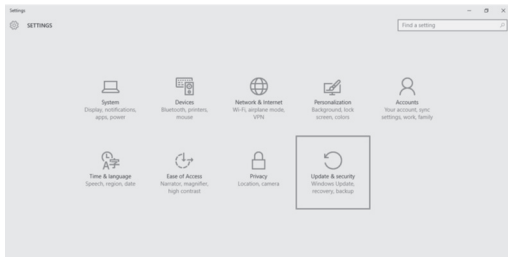 Settings
SETTINGS
Find a setting
System
Display, notifications,
apps, power
Devices
Bluetooth, printers,
mouse
Network & Internet
Wi-Fi, airplane mode,
VPN
Personalization
Background, lock
screen, colors
Accounts
Your account, sync
settings, work, family
Time & language
Speech, region, date
Ease of Access
Narrator, magnifier,
high contrast
Privacy
Location, camera
Update & security
Windows Update,
recovery, backup